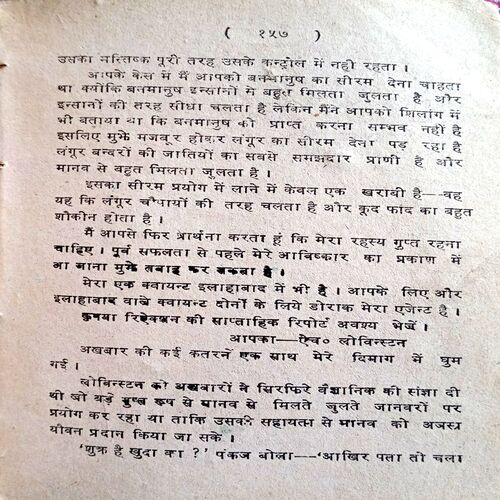 ( १५७ )
उसका मस्तिष्क पूरी तरह उसके कन्ट्रोल में नही रहता ।
आपके केस में मैं आपको बनमानुष का सीरम देना चाहता
था क्योंकि बनमानुष इन्सानों से बहुत मिलता जुलता है और
इन्सानों की तरह सीधा चलता है लेकिन मैंने आपको शिलांग में
भी बताया था कि बनमानुष को प्राप्त करना सम्भव नहीं है
इसलिए मुझे मजबूर होकर लंगूर का सीरम देना पड़ रहा है
लंगूर बन्दरों की जातियों का सबसे समझदार प्राणी है और
मानव से बहुत मिलता जुलता है ।
इसका सीरम प्रयोग में लाने में केवल एक खराबी है—वह
यह कि लंगूर चौपायों की तरह चलता है और कूद फांद का बहुत
शौकीन होता है ।
मैं आपसे फिर प्रार्थना करता हूं कि मेरा रहस्य गुप्त रहना
चाहिए । पूर्ण सफलता से पहले मेरे आविष्कार का प्रकाश में
आ जाना मुझे तबाह कर सकता है ।
मेरा एक क्वायन्ट इलाहाबाद में भी है । आपके लिए और
इलाहाबाद वाले क्वायन्ट दोनों के लिये डोराक मेरा एजेन्ट है ।
कृपया रिऐक्शन की साप्ताहिक रिपोर्ट अवश्य भेजें ।
आपका—ऐच० लोविन्स्टन
अखबार की कई कतरनें एक साथ मेरे दिमाग में घूम
गई ।
लोविन्स्टन को अखबारों ने सिरफिरे वैज्ञानिक की संज्ञा दी
थी जो बड़े गुप्त रूप से मानव से मिलते जुलते जानवरों पर
प्रयोग कर रहा था ताकि उसकी सहायता से मानव को अजस्र
यौवन प्रदान किया जा सके ।
'शुक्र है खुदा का ?' पंकज बोला—'आखिर पता तो चला